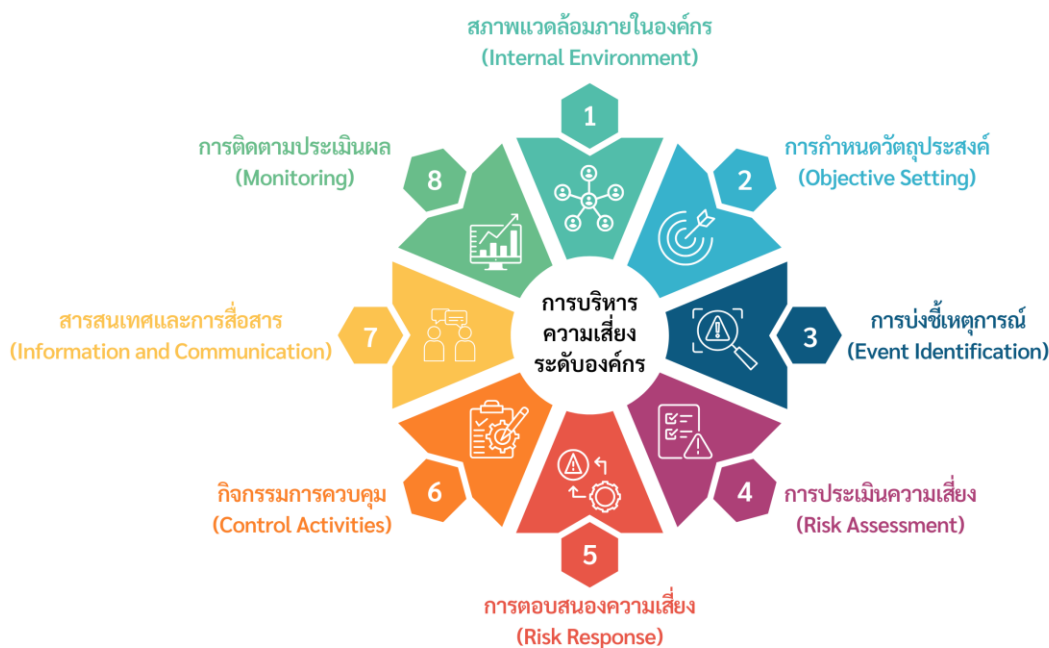 สภาพแวดล้อมภายในองค์กร
(Internal Environment)
1
การกำหนดวัตถุประสงค์
(Objective Setting)
2
การบ่งชี้เหตุการณ์
(Event Identification)
3
การประเมินความเสี่ยง
(Risk Assessment)
4
การตอบสนองความเสี่ยง
(Risk Response)
5
กิจกรรมการควบคุม
(Control Activities)
6
สารสนเทศและการสื่อสาร
(Information and Communication)
7
การติดตามประเมินผล
(Monitoring)
8
การบริหาร
ความเสี่ยง
ระดับองค์กร